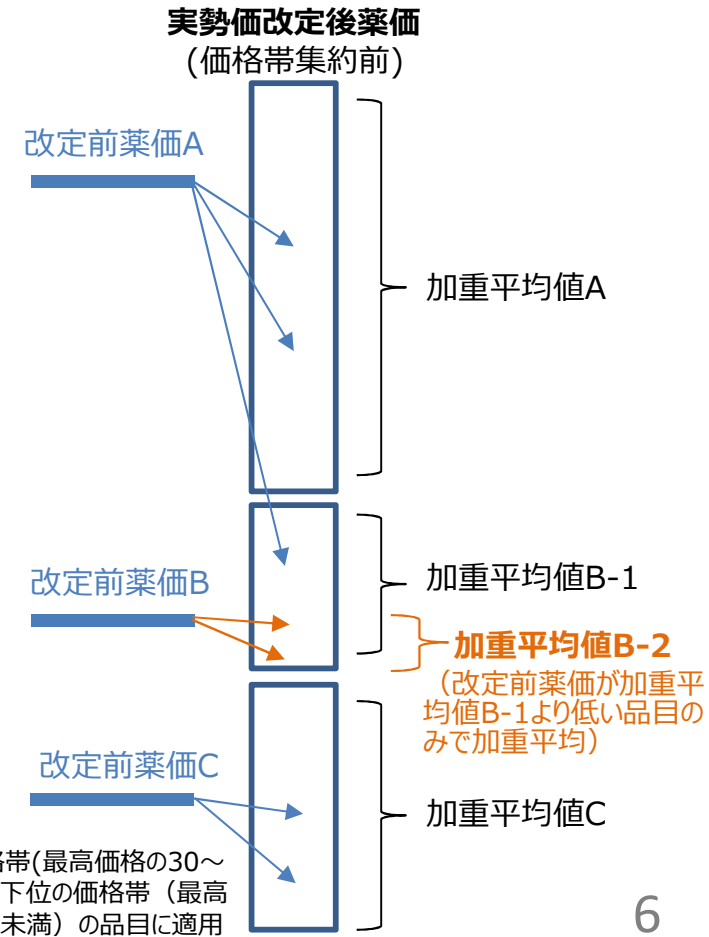 実勢価改定後薬価
(価格帯集約前)
改定前薬価A
加重平均値A
改定前薬価B
加重平均値B-1
加重平均値B-2
（改定前薬価が加重平
均値B-1より低い品目の
みで加重平均）
改定前薬価C
加重平均値C
格帯(最高価格の30～
下位の価格帯（最高
未満）の品目に適用
6